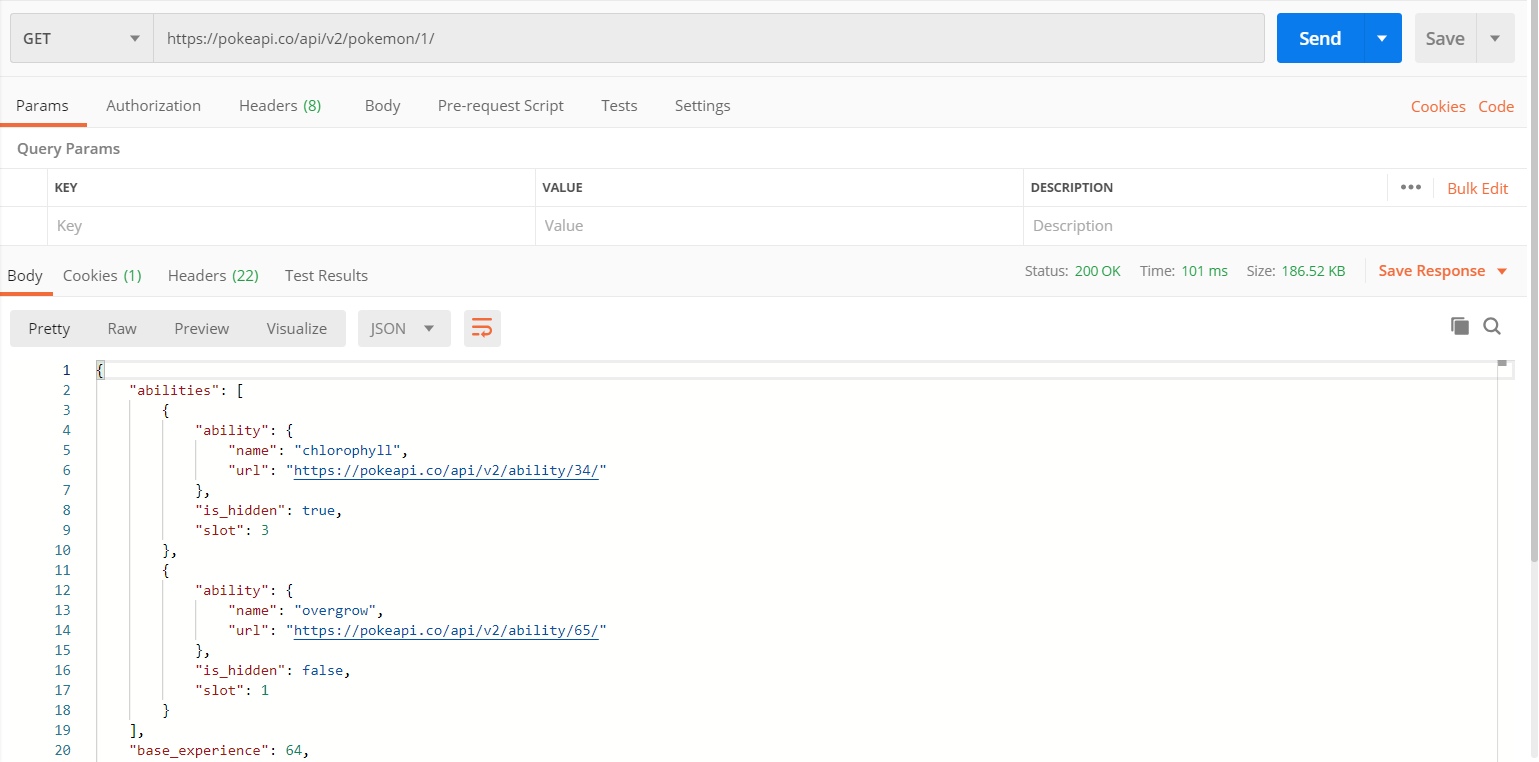 GET https://pokeapi.co/api/v2/pokemon/1/ Send Save
Params Authorization Headers (8) Body Pre-request Script Tests Settings Cookies Code
Query Params
KEY VALUE DESCRIPTION ••• Bulk Edit
Key Value Description
Body Cookies (1) Headers (22) Test Results Status: 200 OK Time: 101 ms Size: 186.52 KB Save Response
Pretty Raw Preview Visualize JSON
1 {
2 "abilities": [
3 {
4 "ability": {
5 "name": "chlorophyll",
6 "url": "https://pokeapi.co/api/v2/ability/34/"
7 },
8 "is_hidden": true,
9 "slot": 3
10 },
11 {
12 "ability": {
13 "name": "overgrow",
14 "url": "https://pokeapi.co/api/v2/ability/65/"
15 },
16 "is_hidden": false,
17 "slot": 1
18 }
19 ],
20 "base_experience": 64,